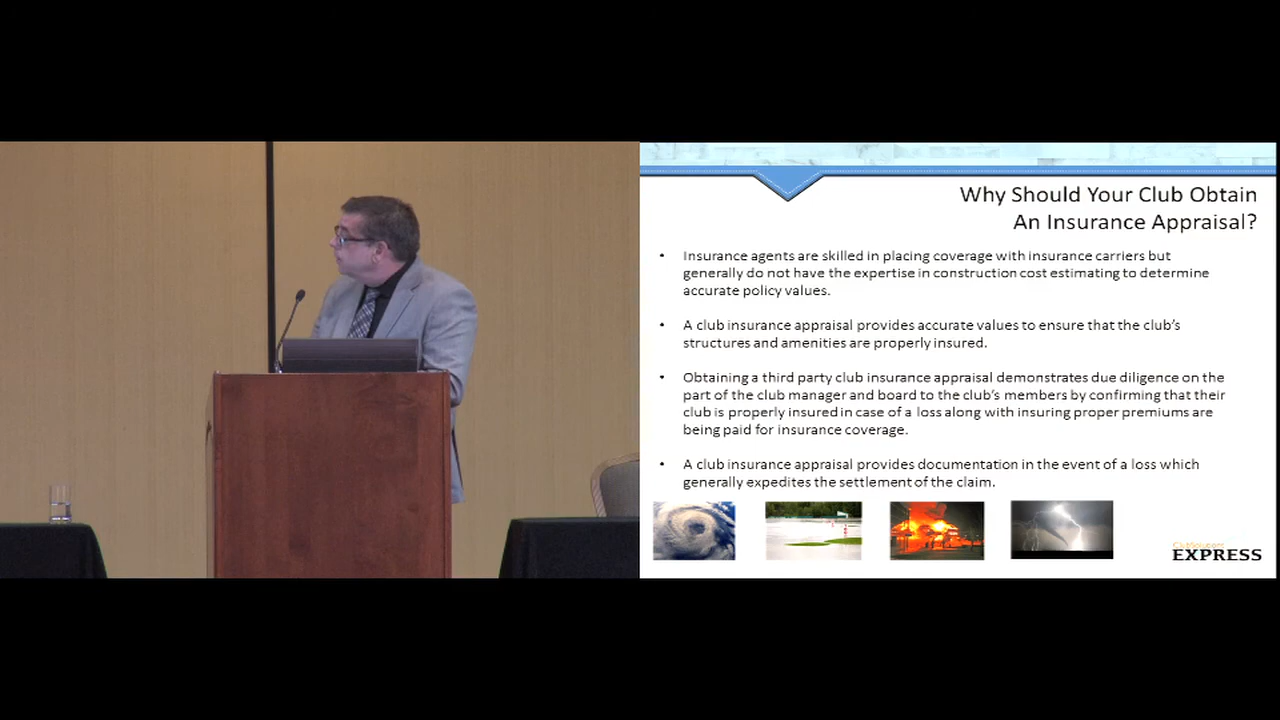 Why Should Your Club Obtain
An Insurance Appraisal?
• Insurance agents are skilled in placing coverage with insurance carriers but
generally do not have the expertise in construction cost estimating to determine
accurate policy values.
• A club insurance appraisal provides accurate values to ensure that the club's
structures and amenities are properly insured.
• Obtaining a third party club insurance appraisal demonstrates due diligence on the
part of the club manager and board to the club's members by confirming that their
club is properly insured in case of a loss along with insuring proper premiums are
being paid for insurance coverage.
• A club insurance appraisal provides documentation in the event of a loss which
generally expedites the settlement of the claim.
EXPRESS